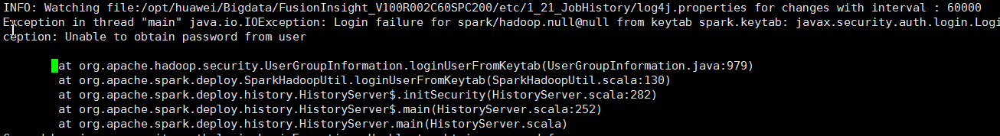 INFO: Watching file:/opt/huawei/Bigdata/FusionInsight_V100R002C60SPC200/etc/1_21_JobHistory/log4j.properties for changes with interval : 60000
Exception in thread "main" java.io.IOException: Login failure for spark/hadoop.null@null from keytab spark.keytab: javax.security.auth.login.Logi
ception: Unable to obtain password from user
at org.apache.hadoop.security.UserGroupInformation.loginUserFromKeytab(UserGroupInformation.java:979)
at org.apache.spark.deploy.SparkHadoopUtil.loginUserFromKeytab(SparkHadoopUtil.scala:130)
at org.apache.spark.deploy.history.HistoryServer$.initSecurity(HistoryServer.scala:282)
at org.apache.spark.deploy.history.HistoryServer$.main(HistoryServer.scala:252)
at org.apache.spark.deploy.history.HistoryServer.main(HistoryServer.scala)